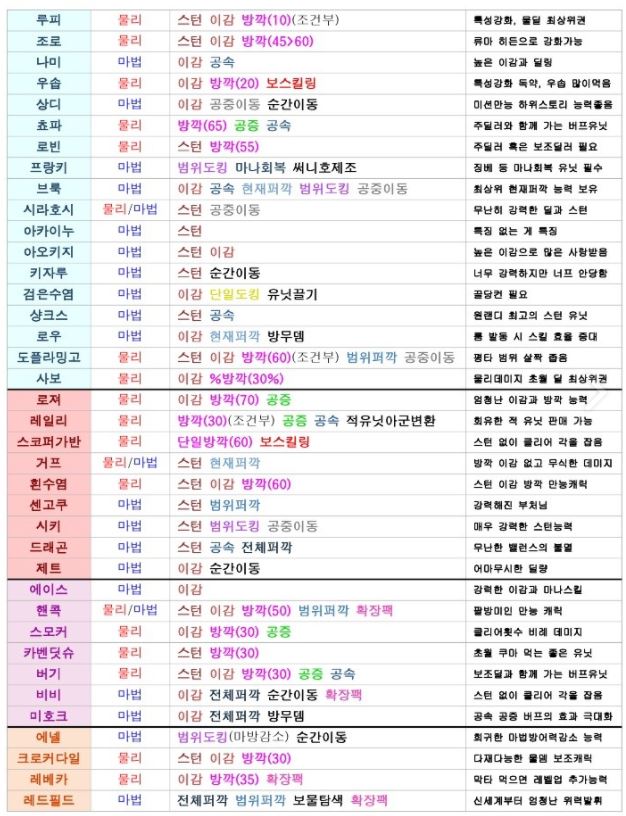 루피 물리 스턴 이감 방깍(10)(조건부) 특성강화, 물딜 최상위권
조로 물리 스턴 이감 방깍(45>60) 류마 히든으로 강화가능
나미 마법 이감 공속 높은 이감과 딜링
우솝 물리 이감 방깍(20) 보스킬링 특성강화 독약, 우솝 많이먹음
상디 마법 이감 공중이동 순간이동 미션만능 하위스토리 능력좋음
쵸파 물리 방깍(65) 공증 공속 주딜러와 함께 가는 버프유닛
로빈 물리 스턴 방깍(55) 주딜러 혹은 보조딜러 필요
프랑키 마법 범위도킹 마나회복 써니호제조 징베 등 마나회복 유닛 필수
브룩 마법 이감 공속 현재퍼깍 범위도킹 공중이동 최상위 현재퍼깍 능력 보유
시라호시 물리/마법 스턴 공중이동 무난히 강력한 딜과 스턴
아카이누 마법 스턴 특징 없는 게 특징
아오키지 마법 스턴 이감 높은 이감으로 많은 사랑받음
키자루 마법 스턴 순간이동 너무 강력하지만 너프 안당함
검은수염 마법 이감 단일도킹 유닛끌기 골당컨 필요
샹크스 마법 스턴 공속 원랜디 최고의 스턴 유닛
로우 마법 이감 현재퍼깍 방무뎀 룸 발동 시 스킬 효율 증대
도플라밍고 물리 스턴 이감 방깍(60)(조건부) 범위퍼깍 공중이동 평타 범위 살짝 좁음
사보 물리 이감 %방깍(30%) 물리데미지 초월 딜 최상위권
로져 물리 이감 방깍(70) 공증 엄청난 이감과 방깍 능력
레일리 물리 방깍(30)(조건부) 공증 공속 적유닛아군변환 희유한 적 유닛 판매 가능
스코퍼가반 물리 단일방깍(60) 보스킬링 스턴 없이 클리어 각을 잡음
거프 물리/마법 스턴 현재퍼깍 방깍 이감 없고 무식한 데미지
흰수염 물리 스턴 이감 방깍(60) 스턴 이감 방깍 만능캐릭
센고쿠 마법 스턴 범위퍼깍 강력해진 부처님
시키 마법 스턴 범위도킹 공중이동 매우 강력한 스턴능력
드래곤 마법 스턴 공속 전체퍼깍 무난한 밸런스의 불멸
제트 마법 이감 순간이동 어마무시한 딜량
에이스 마법 이감 강력한 이감과 마나스킬
핸콕 물리/마법 스턴 이감 방깍(50) 범위퍼깍 확장팩 팔방미인 만능 캐릭
스모커 물리 이감 방깍(30) 공증 클리어횟수 비례 데미지
카벤딧슈 물리 스턴 방깍(30) 초월 쿠마 먹는 좋은 유닛
버기 물리 스턴 이감 방깍(30) 공증 공속 보조딜과 함께 가는 버프유닛
비비 마법 이감 전체퍼깍 순간이동 확장팩 스턴 없이 클리어 각을 잡음
미호크 마법 이감 전체퍼깍 방무뎀 공속 공증 버프의 효과 극대화
에넬 마법 범위도킹(마방감소) 순간이동 희귀한 마법방어력감소 능력
크로커다일 물리 스턴 이감 방깍(30) 다재다능한 물뎀 보조캐릭
레베카 물리 이감 방깍(35) 확장팩 막타 먹으면 레벨업 추가능력
레드필드 마법 전체퍼깍 범위퍼깍 보물탐색 확장팩 신세계부터 엄청난 위력발휘